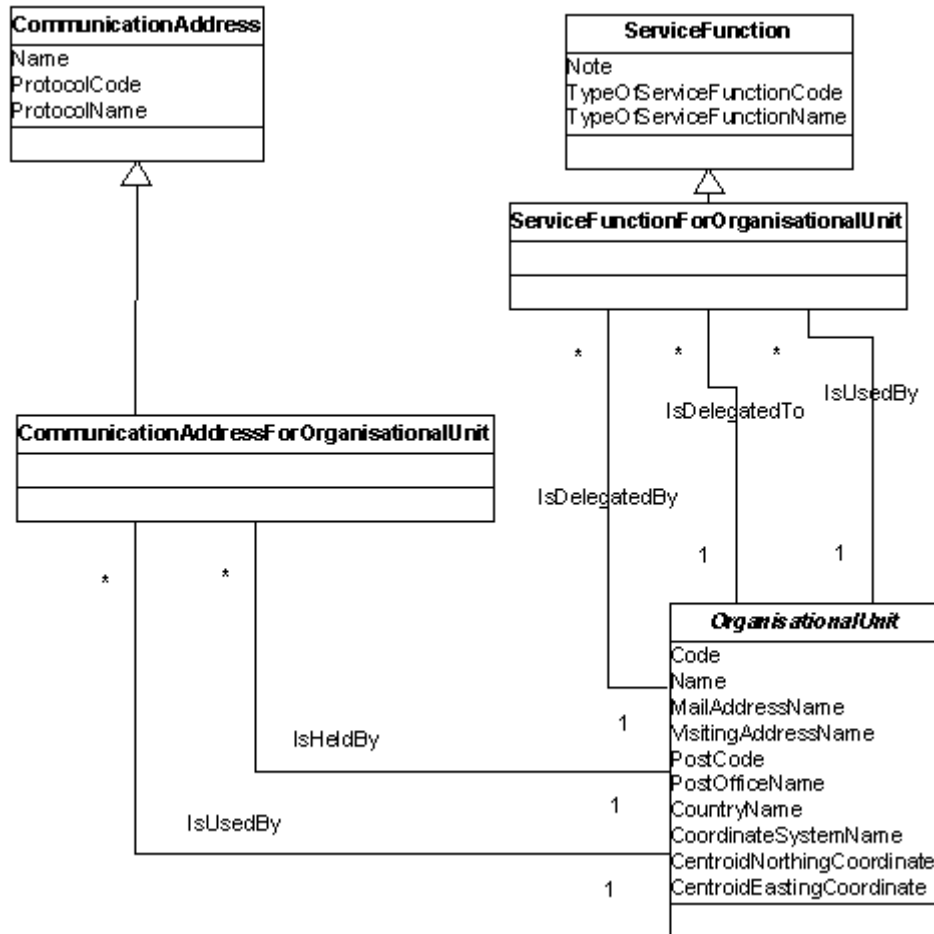 CommunicationAddress
Name
ProtocolCode
ProtocolName
ServiceFunction
Note
TypeOfServiceFunctionCode
TypeOfServiceFunctionName
ServiceFunctionForOrganisationalUnit
* * *
IsUsedBy
IsDelegatedTo
CommunicationAddressForOrganisationalUnit
IsDelegatedBy
* *
1 1
OrganisationalUnit
Code
Name
MailAddressName
VisitingAddressName
PostCode
PostOfficeName
CountryName
CoordinateSystemName
CentroidNorthingCoordinate
CentroidEastingCoordinate
1
IsHeldBy
1
IsUsedBy
1